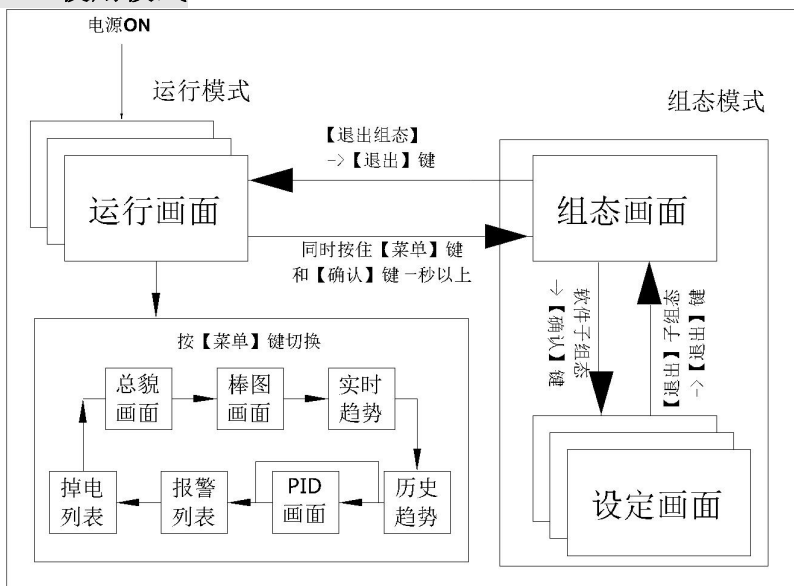 电源ON
运行模式
组态模式
【退出组态】
->【退出】键
运行画面
组态画面
同时按住【菜单】键
和【确认】键一秒以上
软件子组态
->【确认】键
【退出】子组态
->【退出】键
按【菜单】键切换
总貌
画面
棒图
画面
实时
趋势
掉电
列表
报警
列表
PID
画面
历史
趋势
设定画面